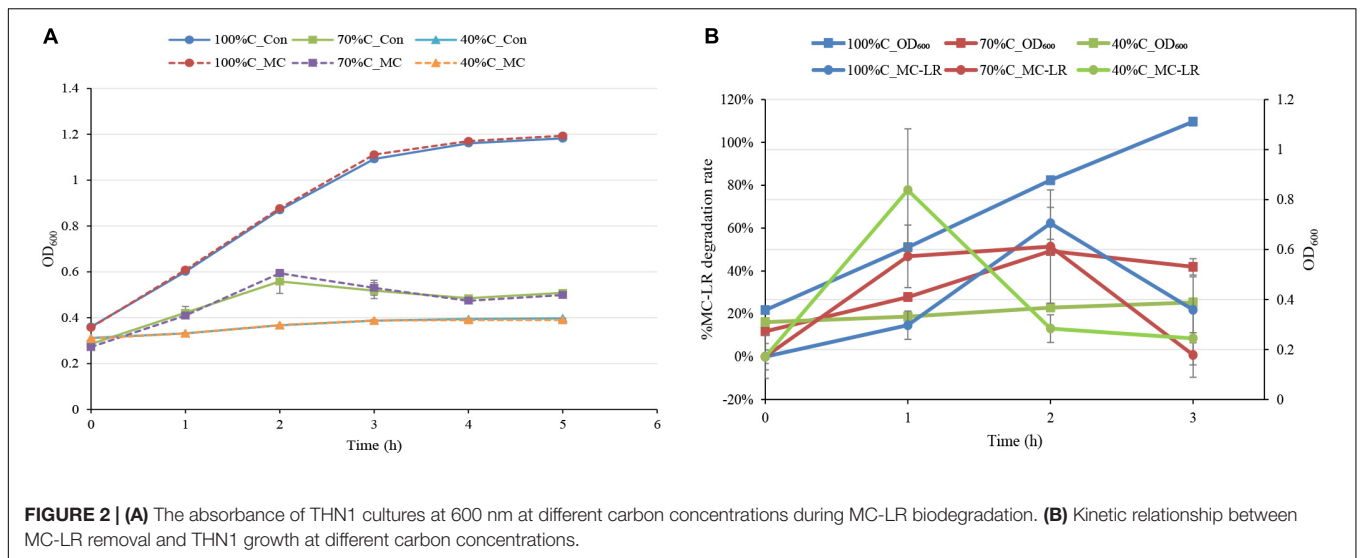 A
100%C_Con 70%C_Con 40%C_Con
100%C_MC 70%C_MC 40%C_MC
1.4
1.2
1
0.8
0.6
0.4
0.2
0
OD600
0 1 2 3 4 5 6
Time (h)
B
100%C_OD600 70%C_OD600 40%C_OD600
100%C_MC-LR 70%C_MC-LR 40%C_MC-LR
120%
100%
80%
60%
40%
20%
0%
-20%
%MC-LR degradation rate
1.2
1
0.8
0.6
0.4
0.2
0
OD600
0 1 2 3
Time (h)
FIGURE 2 | (A) The absorbance of THN1 cultures at 600 nm at different carbon concentrations during MC-LR biodegradation. (B) Kinetic relationship between
MC-LR removal and THN1 growth at different carbon concentrations.